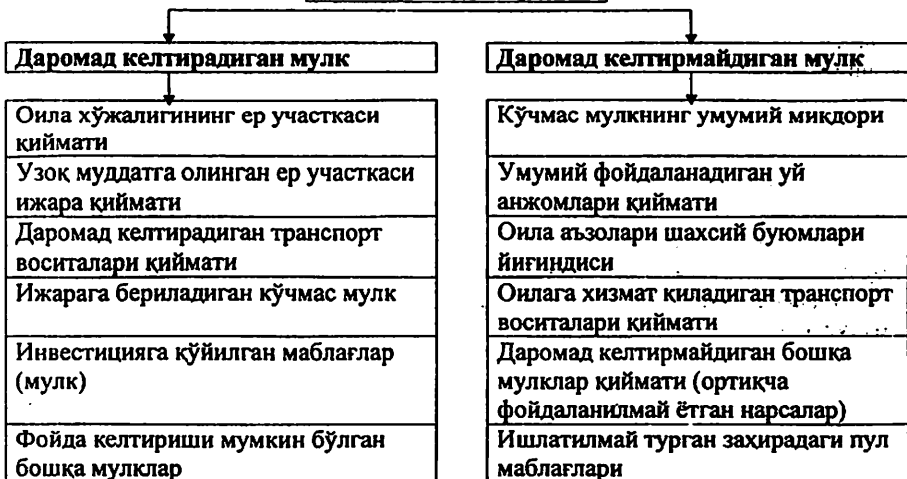 Даромад келтирадиган мулк
Оила хўжалигининг ер участкаси
қиймати
Узоқ муддатга олинган ер участкаси
ижара қиймати
Даромад келтирадиган транспорт
воситалари қиймати
Ижарага бериладиган кўчмас мулк
Инвестицияга қўйилган маблағлар
(мулк)
Фойда келтириши мумкин бўлган
бошқа мулклар
Даромад келтирмайдиган мулк
Кўчмас мулкнинг умумий микдори
Умумий фойдаланадиган уй
анжомлари қиймати
Оила аъзолари шахсий буюмлари
йиғиндиси
Оилага хизмат қиладиган транспорт
воситалари қиймати
Даромад келтирмайдиган бошқа
мулклар қиймати (ортиқча
фойдаланилмай ётган нарсалар)
Ишлатилмай турган захирадаги пул
маблағлари